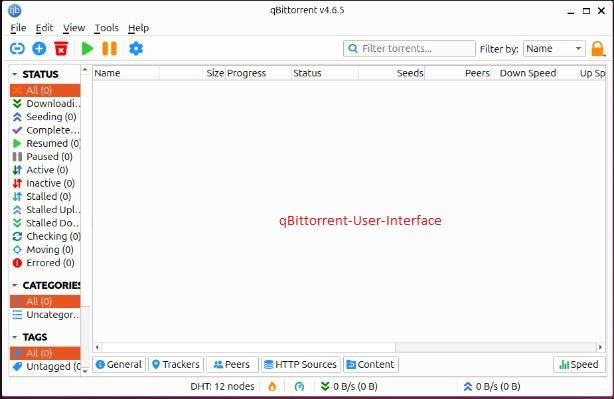 qb qBittorrent v4.6.5
File Edit View Tools Help
Filter torrents... Filter by: Name
STATUS
All (0)
Downloadi...
Seeding (0)
Complete...
Resumed (0)
Paused (0)
Active (0)
Inactive (0)
Stalled (0)
Stalled Upl...
Stalled Do...
Checking (0)
Moving (0)
Errored (0)
CATEGORIES
All (0)
Uncategor...
TAGS
All (0)
Untagged (0
Name Size Progress Status Seeds Peers Down Speed Up Sp
qBittorrent-User-Interface
General Trackers Peers HTTP Sources Content Speed
DHT: 12 nodes 0 B/s (0 B) 0 B/s (0 B)